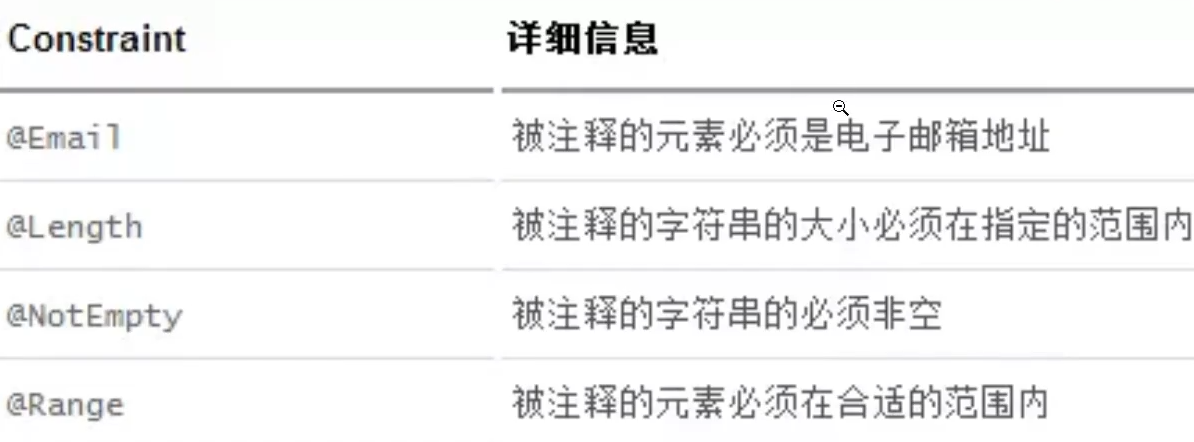 Constraint 详细信息
@Email 被注释的元素必须是电子邮箱地址
@Length 被注释的字符串的大小必须在指定的范围内
@NotEmpty 被注释的字符串的必须非空
@Range 被注释的元素必须在合适的范围内